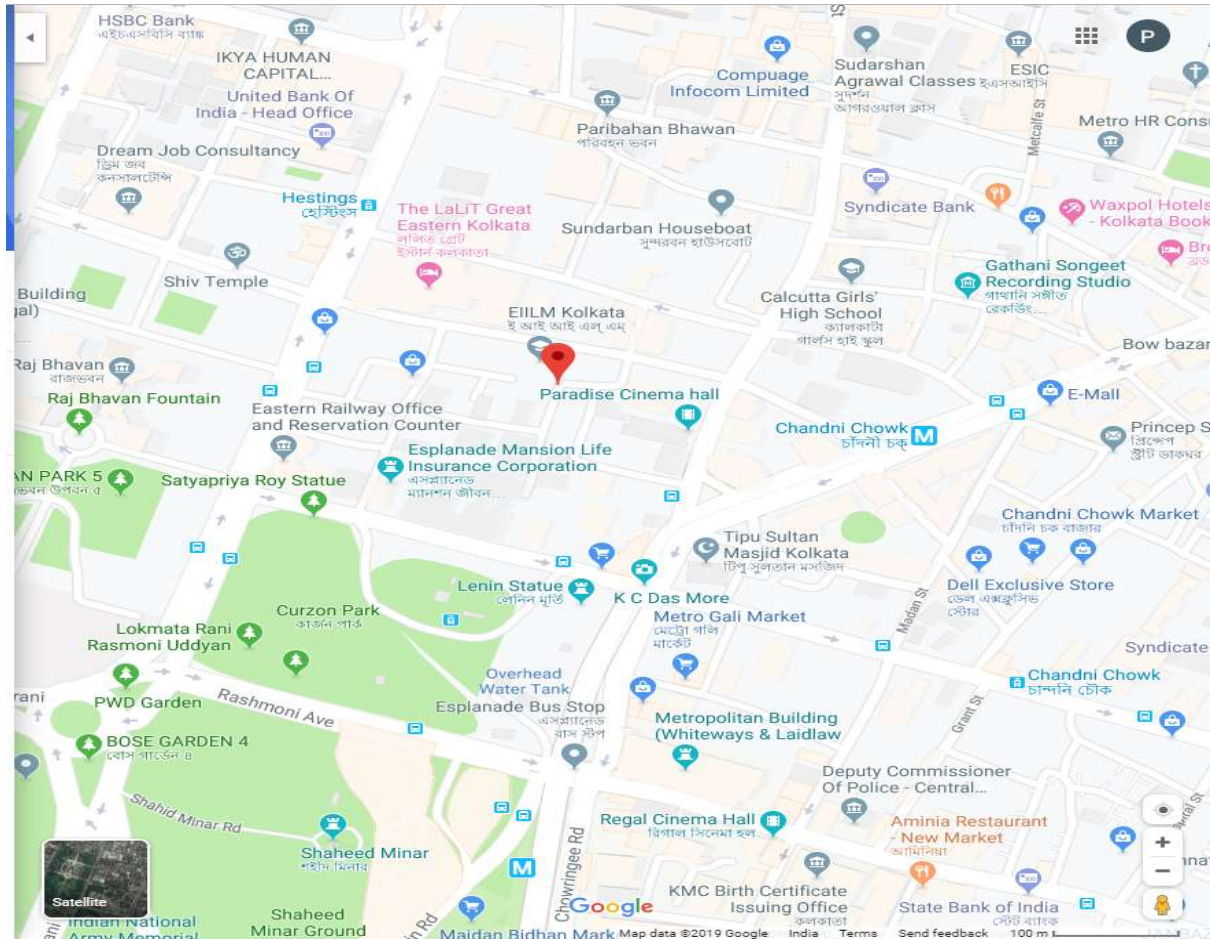 HSBC Bank
এইচএসবিসি ব্যাঙ্ক
IKYA HUMAN
CAPITAL...
United Bank Of
India - Head Office
Dream Job Consultancy
ড্রিম জব
কনসালটেন্সি
Hestings
হেস্টিংস
Shiv Temple
The LaLiT Great
Eastern Kolkata
ললিত গ্রেট
ইস্টার্ন কলকাতা
Compuage
Infocom Limited
Paribahan Bhawan
পরিবহন ভবন
Sundarban Houseboat
সুন্দরবন হাউসবোট
Sudarshan
Agrawal Classes
সুদর্শন
আগরওয়াল ক্লাস
ESIC
ইএসআইসি
P
Metcalfe St
Metro HR Cons
Syndicate Bank
Waxpol Hotels
- Kolkata Book
Bro
Gathani Songeet
Recording Studio
গাথানি সঙ্গীত
রেকর্ডিং...
Calcutta Girls'
High School
ক্যালকাটা
গার্লস হাই স্কুল
Bow bazar
Building
EIILM Kolkata
ই আই আই এল্ এম্
Raj Bhavan
রাজভবন
Raj Bhavan Fountain
Paradise Cinema hall
Eastern Railway Office
and Reservation Counter
E-Mall
Chandni Chowk
চাঁদনী চক্
Princep S
প্রিন্সেপ
স্ট্রীট ডাকঘর
Esplanade Mansion Life
Insurance Corporation
এসপ্ল্যানেড
ম্যানশন জীবন...
AN PARK 5
Satyapriya Roy Statue
Chandni Chowk Market
চাঁদনি চক বাজার
Tipu Sultan
Masjid Kolkata
টিপু সুলতান মসজিদ
Lenin Statue
লেনিন মূর্তি
K C Das More
Dell Exclusive Store
ডেল এক্সক্লুসিভ
স্টোর
Curzon Park
কার্জন পার্ক
Metro Gali Market
মেট্রো গলি
মার্কেট
Madan St
Lokmata Rani
Rasmoni Uddyan
Syndicate
Chandni Chowk
চান্দনি চৌক
Overhead
Water Tank
Esplanade Bus Stop
এসপ্ল্যানেড
বাস স্টপ
rani
PWD Garden
Rashmoni Ave
Grant St
Metropolitan Building
(Whiteways & Laidlaw
BOSE GARDEN 4
বোস গার্ডেন ৪
Deputy Commissioner
Of Police - Central...
Shahid Minar Rd
Regal Cinema Hall
রিগাল সিনেমা হল
Aminia Restaurant
- New Market
আমিনিয়া
Shaheed Minar
শহীদ মিনার
M
Chowringee Rd
Satellite
KMC Birth Certificate
Issuing Office
কলকাতা
State Bank of India
স্টেট ব্যাংক
Indian National
Army Memorial
Shaheed
Minar Ground
Maidan Bidhan Mark
Google
Map data ©2019 Google India Terms Send feedback 100 m